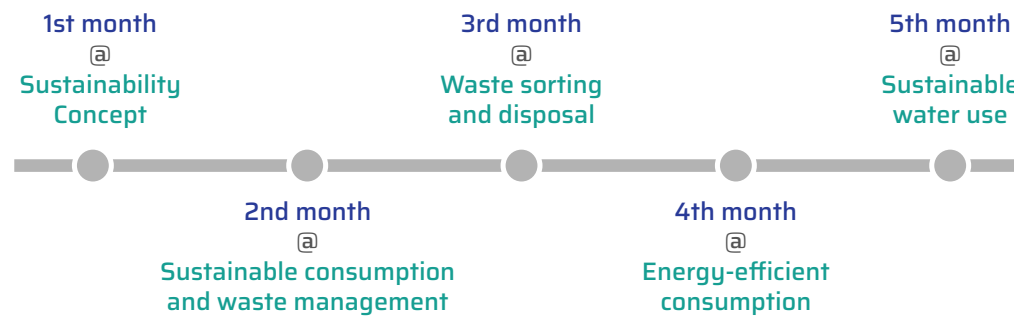 1st month
@
Sustainability
Concept
2nd month
@
Sustainable consumption
and waste management
3rd month
@
Waste sorting
and disposal
4th month
@
Energy-efficient
consumption
5th month
@
Sustainable
water use